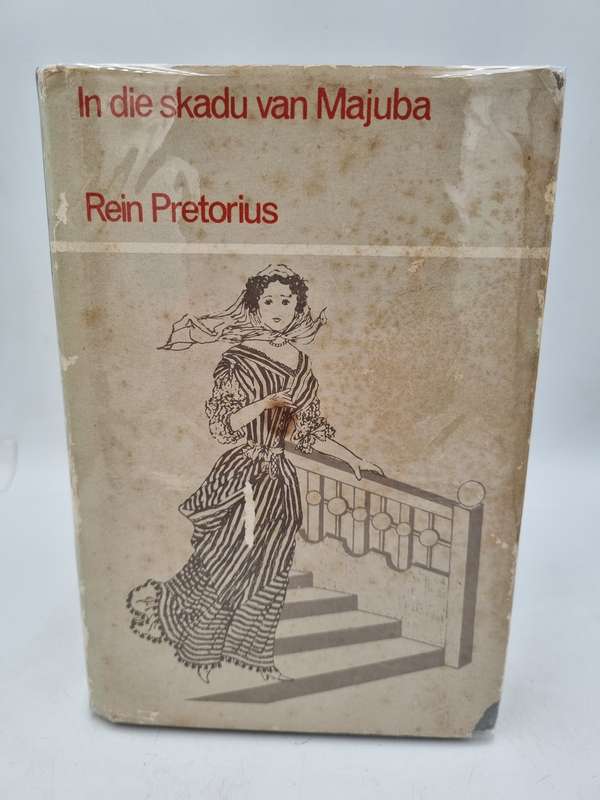 In die skadu van Majuba
Rein Pretorius